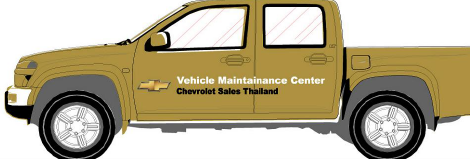 Vehicle Maintainance Center
Chevrolet Sales Thailand